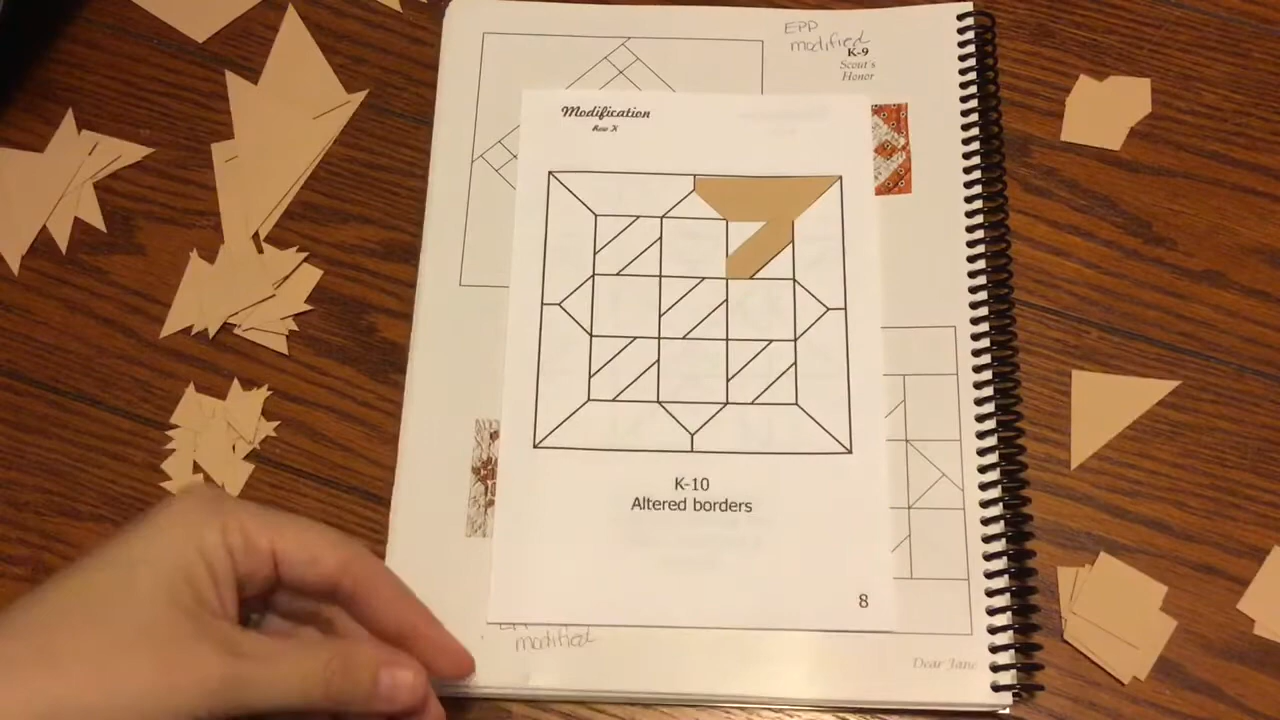 EPP
modified
K-9
Scout's
Honor
Modification
Row K
K-10
Altered borders
8
modified
Dear Jane